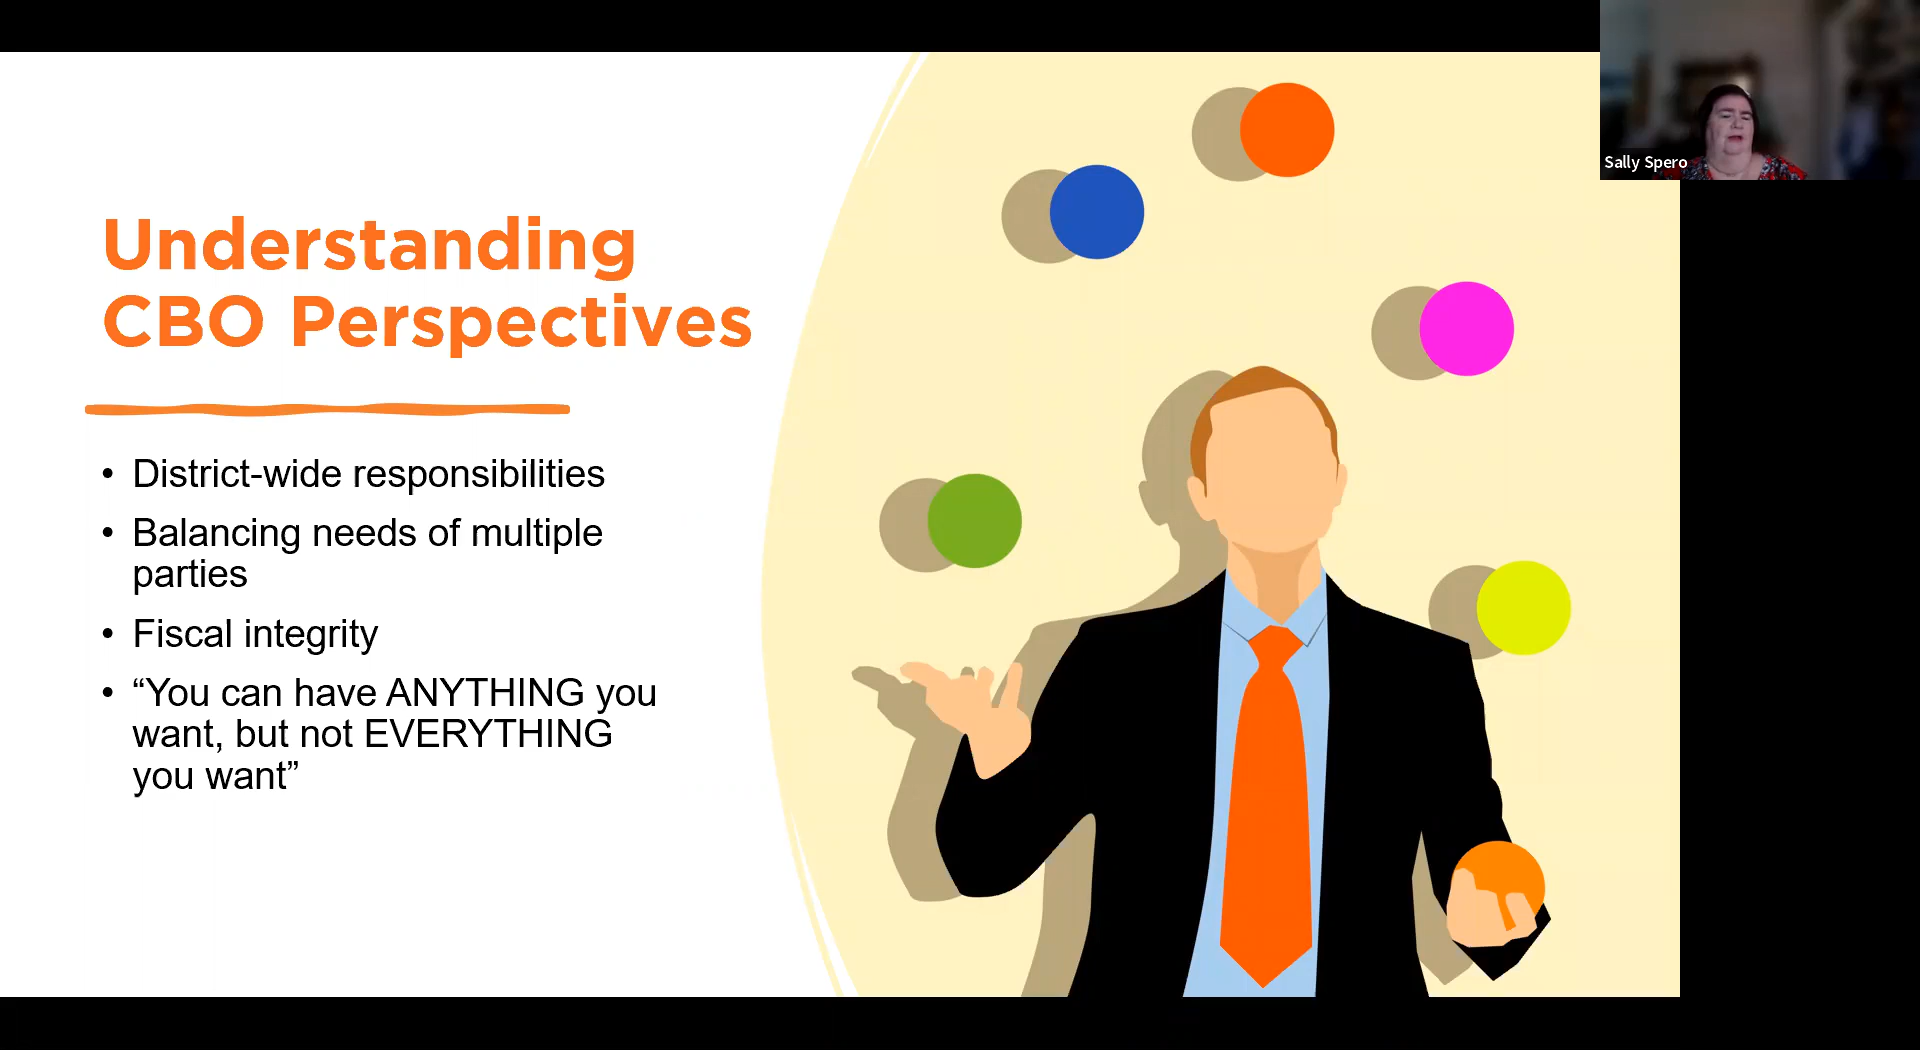 Understanding
CBO Perspectives
• District-wide responsibilities
• Balancing needs of multiple
parties
• Fiscal integrity
• “You can have ANYTHING you
want, but not EVERYTHING
you want”
Sally Spero